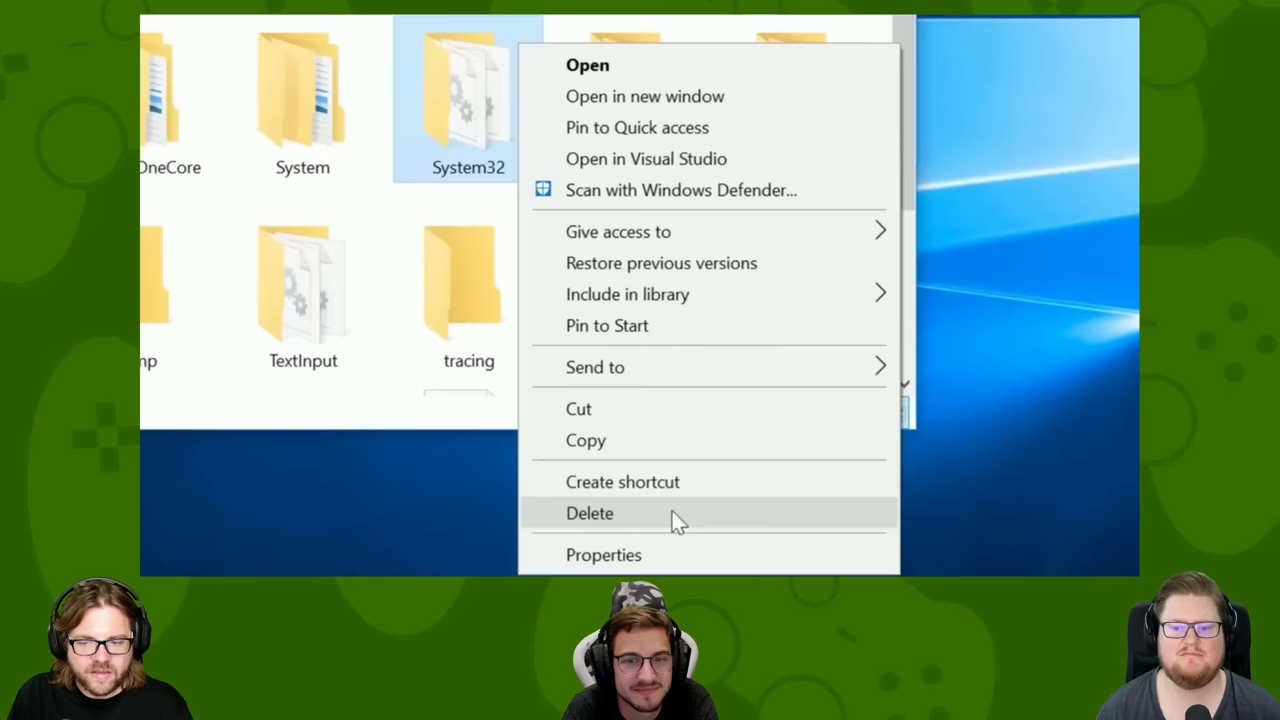 OneCore
System
System32
TextInput
tracing
Open
Open in new window
Pin to Quick access
Open in Visual Studio
Scan with Windows Defender...
Give access to
Restore previous versions
Include in library
Pin to Start
Send to
Cut
Copy
Create shortcut
Delete
Properties